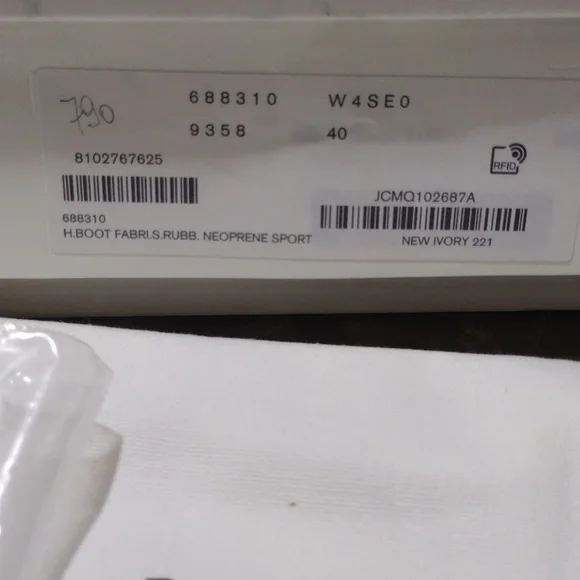 790
688310 W4SE0
9358 40
8102767625
RFID
JCMQ102687A
688310
H.BOOT FABRI.S.RUBB. NEOPRENE SPORT
NEW IVORY 221